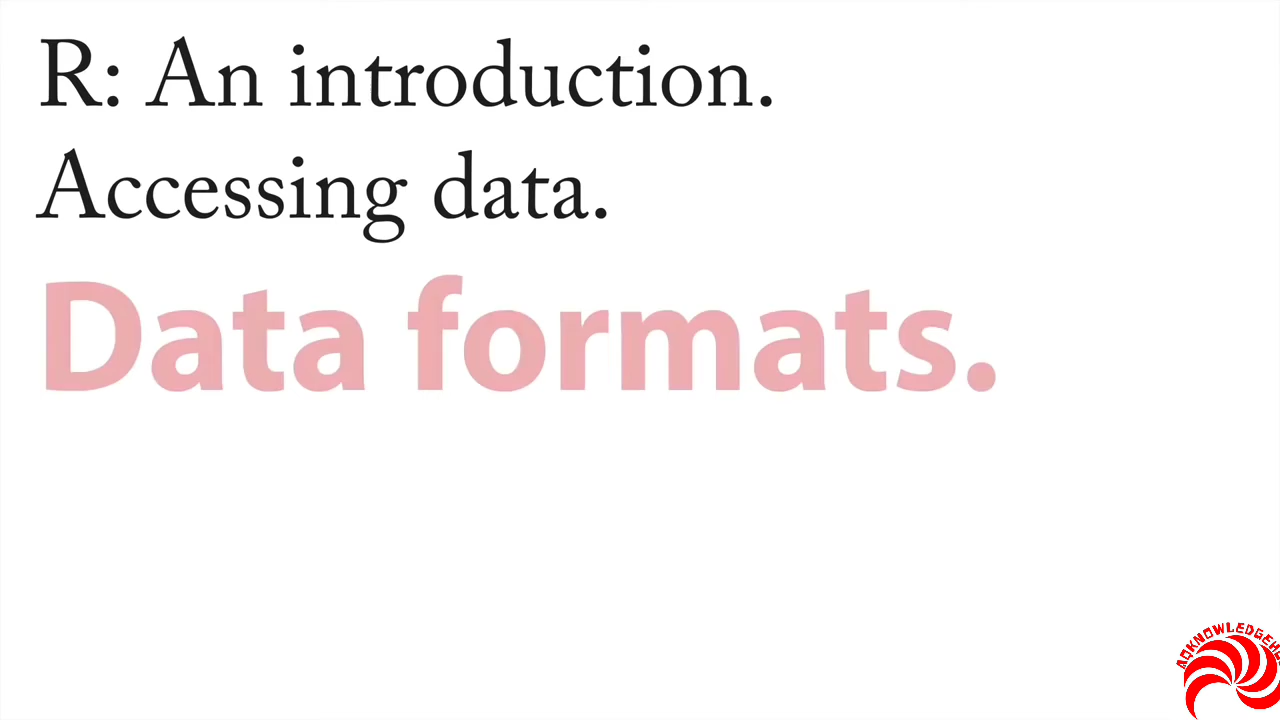 R: An introduction.
Accessing data.
Data formats.